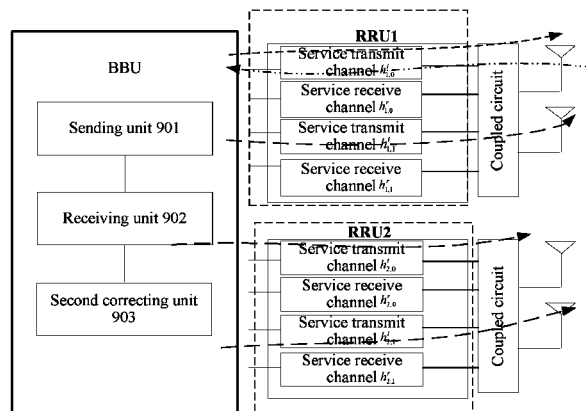 BBU
Sending unit 901
Receiving unit 902
Second correcting unit
903
RRU1
Service transmit
channel h^t_{1.0}
Service receive
channel h^r_{1.0}
Service transmit
channel h^t_{1.1}
Service receive
channel h^r_{1.1}
Coupled circuit
RRU2
Service transmit
channel h^t_{2.0}
Service receive
channel h^r_{2.0}
Service transmit
channel
Service receive
channel h^r_{2.1}
Coupled circuit